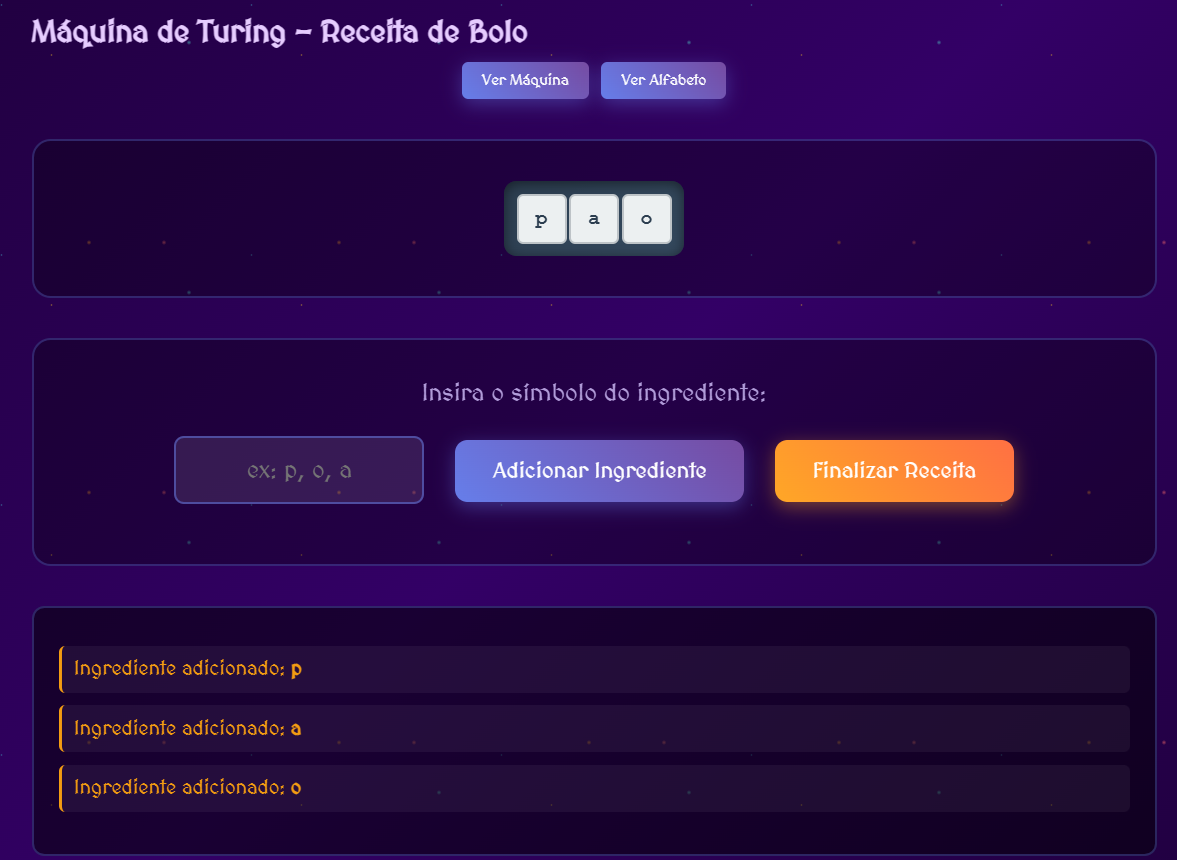 Máquina de Turing – Receita de Bolo
Ver Máquina Ver Alfabeto
p a o
Insira o símbolo do ingrediente:
ex: p, o, a Adicionar Ingrediente Finalizar Receita
Ingrediente adicionado: p
Ingrediente adicionado: a
Ingrediente adicionado: o